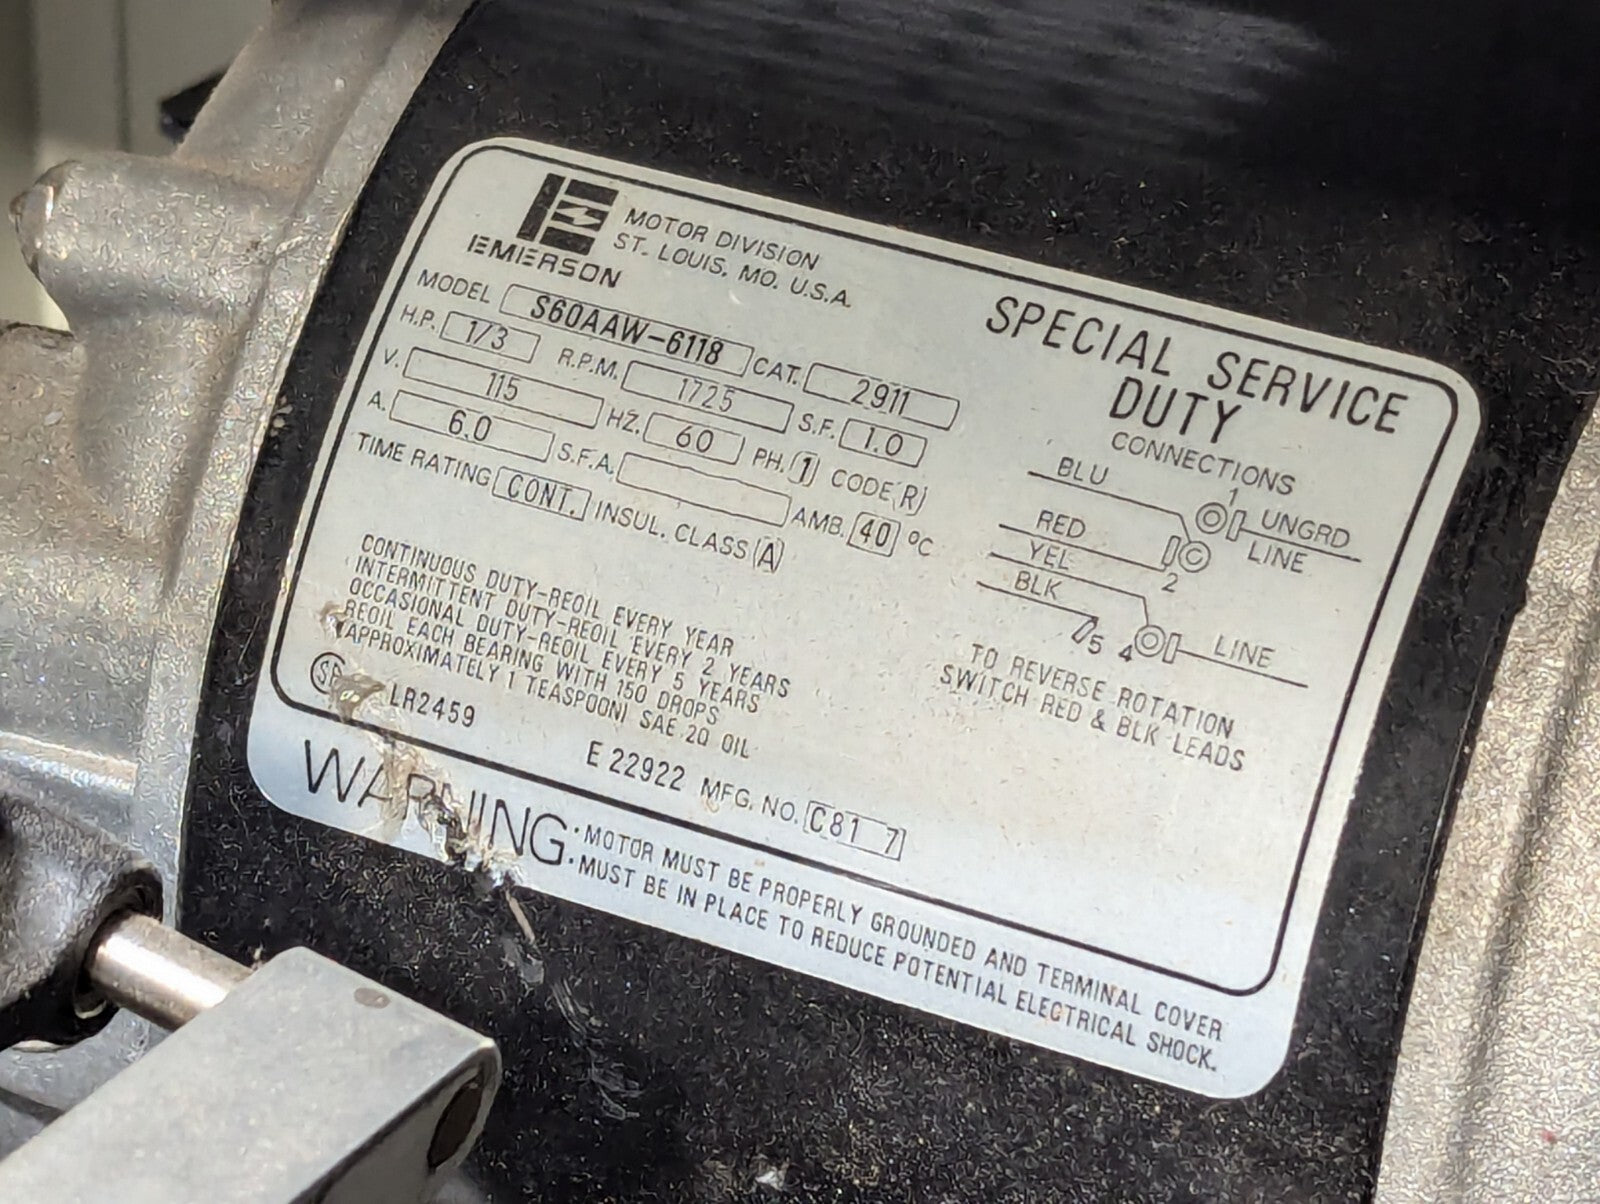 EMERSON
MOTOR DIVISION
ST. LOUIS, MO. U.S.A.
MODEL S60AAW-6118 CAT. 2911
H.P. 1/3 R.P.M. 1725 S.F. 1.0
V. 115 HZ. 60 PH. 1 CODE R
A. 6.0 S.F.A. AMB. 40 °C
TIME RATING CONT. INSUL. CLASS A
CONTINUOUS DUTY-REOIL EVERY YEAR
INTERMITTENT DUTY-REOIL EVERY 2 YEARS
OCCASIONAL DUTY-REOIL EVERY 5 YEARS
REOIL EACH BEARING WITH 150 DROPS
(APPROXIMATELY 1 TEASPOON) SAE 20 OIL
LR2459
E 22922 MFG. NO. C81 7
SPECIAL SERVICE
DUTY
CONNECTIONS
BLU
1
UNGRD
LINE
RED
2
YEL
BLK
5
4
LINE
TO REVERSE ROTATION
SWITCH RED & BLK LEADS
WARNING: MOTOR MUST BE PROPERLY GROUNDED AND TERMINAL COVER
MUST BE IN PLACE TO REDUCE POTENTIAL ELECTRICAL SHOCK.